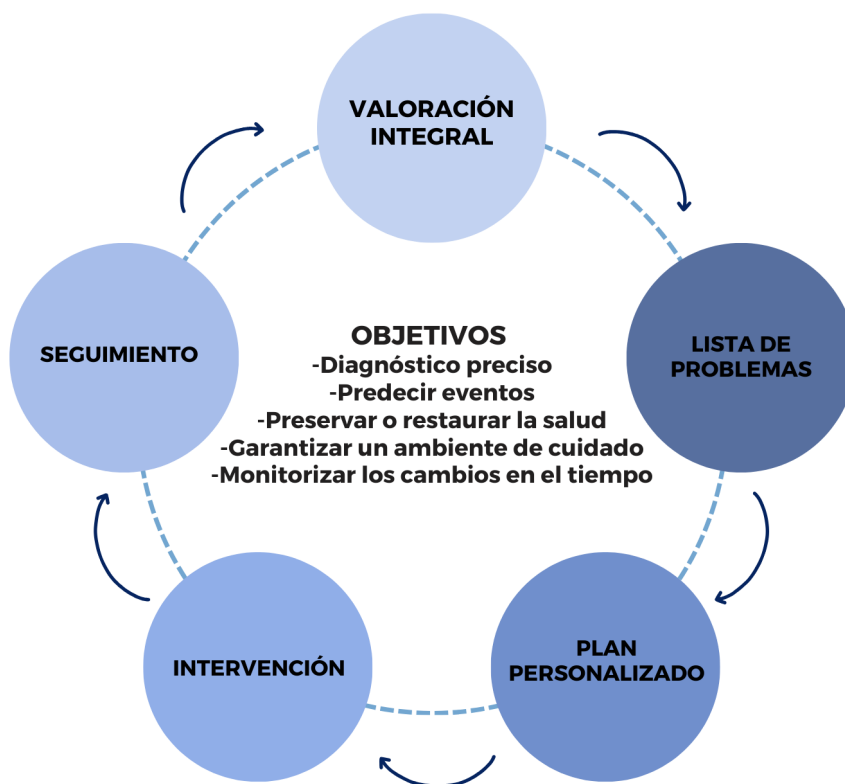 VALORACIÓN
INTEGRAL
LISTA DE
PROBLEMAS
PLAN
PERSONALIZADO
INTERVENCIÓN
SEGUIMIENTO
OBJETIVOS
-Diagnóstico preciso
-Predecir eventos
-Preservar o restaurar la salud
-Garantizar un ambiente de cuidado
-Monitorizar los cambios en el tiempo